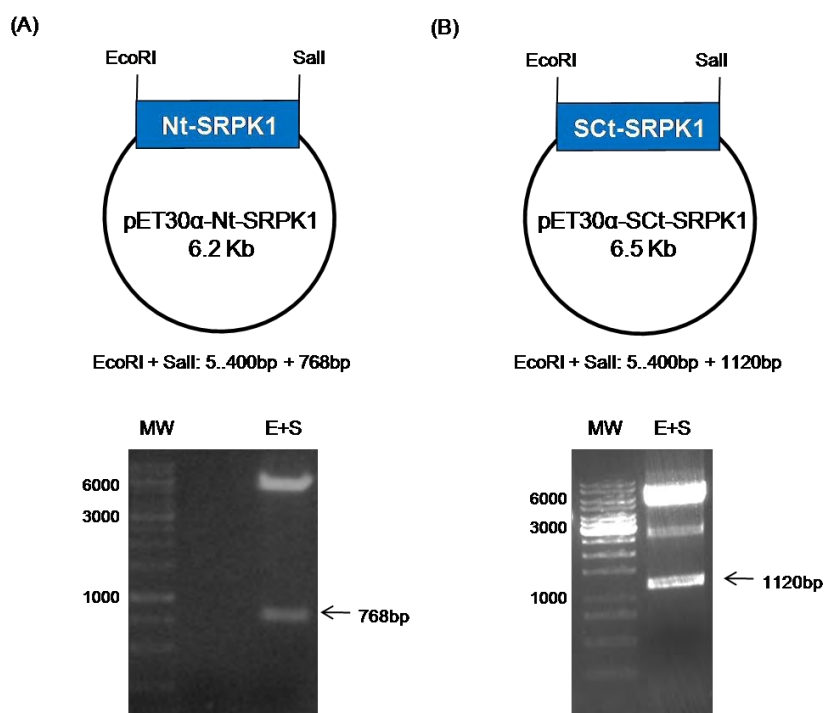 (A)
EcoRI SalI
Nt-SRPK1
pET30α-Nt-SRPK1
6.2 Kb
EcoRI + SalI: 5..400bp + 768bp
MW E+S
6000
3000
1000
768bp
(B)
EcoRI SalI
SCt-SRPK1
pET30α-SCt-SRPK1
6.5 Kb
EcoRI + SalI: 5..400bp + 1120bp
MW E+S
6000
3000
1000
1120bp